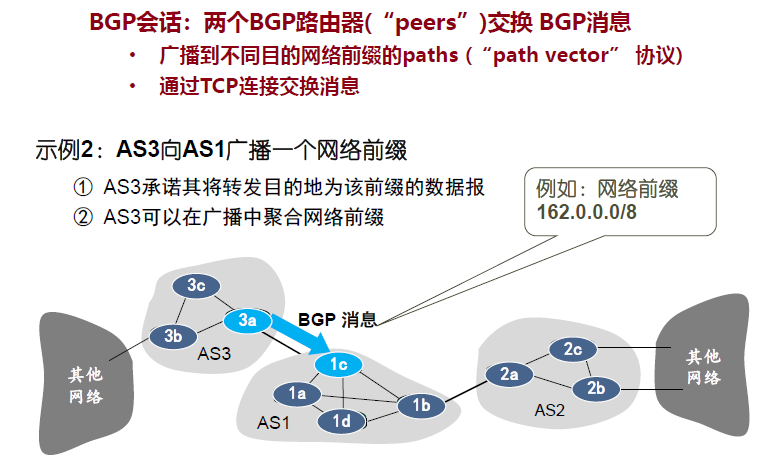 BGP会话：两个BGP路由器(“peers”)交换 BGP消息
• 广播到不同目的网络前缀的paths (“path vector” 协议)
• 通过TCP连接交换消息
示例2：AS3向AS1广播一个网络前缀
① AS3承诺其将转发目的地为该前缀的数据报
② AS3可以在广播中聚合网络前缀
例如：网络前缀
162.0.0.0/8
3c
3a
BGP 消息
3b
AS3
其他
网络
1c
1a
1b
1d
AS1
2c
2a
2b
AS2
其他
网络